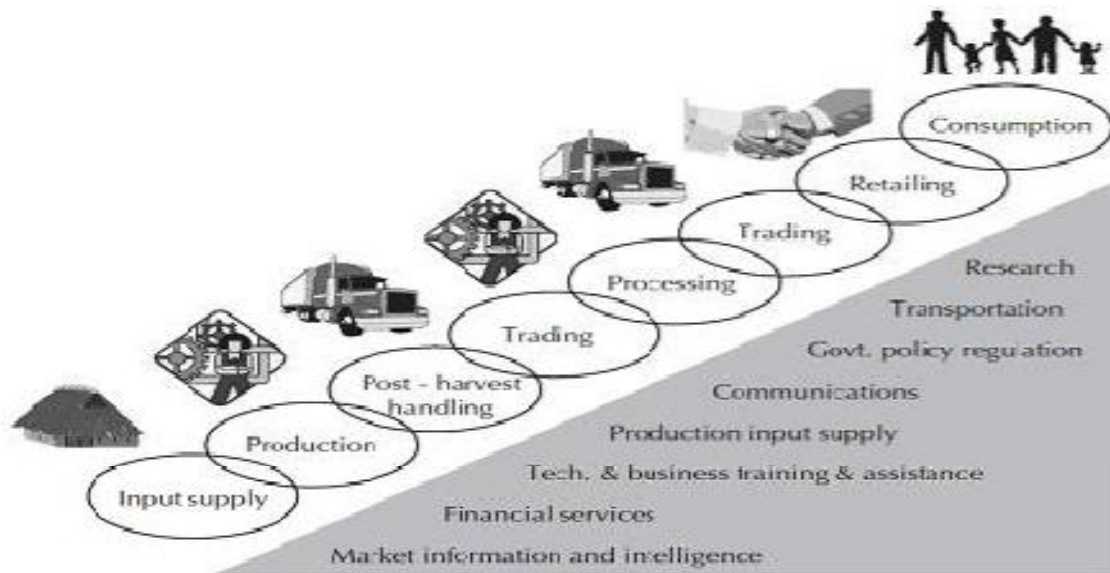 Consumption
Retailing
Trading
Processing
Trading
Post - harvest
handling
Production
Input supply
Research
Transportation
Govt. policy regulation
Communications
Production input supply
Tech. & business training & assistance
Financial services
Market information and intelligence